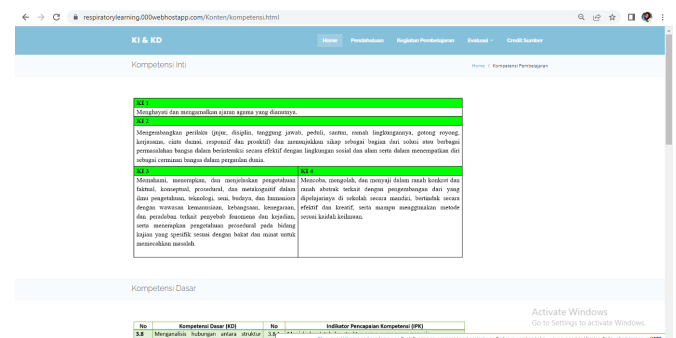 respiratorylearning.000webhostapp.com/Konten/kompetensi.html
KI & KD
Home Pendahuluan Kegiatan Pembelajaran Evaluasi Credit Sumber
Kompetensi Inti
Home / Kompetensi Pembelajaran
KI 1
Menghayati dan mengamalkan ajaran agama yang dianutnya.
KI 2
Mengembangkan perilaku (jujur, disiplin, tanggung jawab, peduli, santun, ramah lingkungannya, gotong royong,
kerjasama, cinta damai, responsif dan proaktif) dan menunjukkan sikap sebagai bagian dari solusi atas berbagai
permasalahan bangsa dalam berinteraksi secara efektif dengan lingkungan sosial dan alam serta dalam menempatkan diri
sebagai cerminan bangsa dalam pergaulan dunia.
KI 3
Memahami, menerapkan, dan menjelaskan pengetahuan
faktual, konseptual, prosedural, dan metakognitif dalam
ilmu pengetahuan, teknologi, seni, budaya, dan humaniora
dengan wawasan kemanusiaan, kebangsaan, kenegaraan,
dan peradaban terkait penyebab fenomena dan kejadian,
serta menerapkan pengetahuan prosedural pada bidang
kajian yang spesifik sesuai dengan bakat dan minat untuk
memecahkan masalah.
KI 4
Mencoba, mengolah, dan menyaji dalam ranah konkret dan
ranah abstrak terkait dengan pengembangan dari yang
dipelajarinya di sekolah secara mandiri, bertindak secara
efektif dan kreatif, serta mampu menggunakan metode
sesuai kaidah keilmuan.
Kompetensi Dasar
No Kompetensi Dasar (KD) No Indikator Pencapaian Kompetensi (IPK)
3.8 Menganalisis hubungan antara struktur 3.8.1
Activate Windows
Go to Settings to activate Windows.